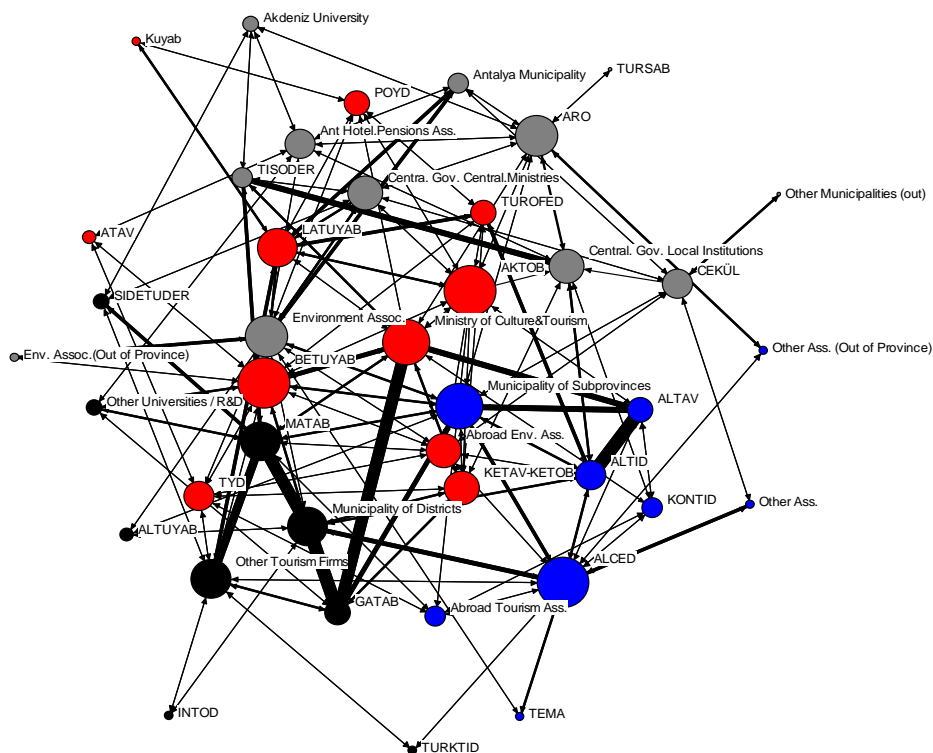 Akdeniz University
Kuyab
TURSAB
Antalya Municipality
POYD
ARO
Ant Hotel.Pensions Ass.
TISODER
Centra. Gov. Central.Ministries
Other Municipalities (out)
TUROFED
LATUYAB
ATAV
Central. Gov. Local Institutions
AKTOB
CEKÜL
SIDETUDER
Environment Assoc.
Ministry of Culture&Tourism
Other Ass. (Out of Province)
Env. Assoc.(Out of Province)
BETUYAB
Municipality of Subprovinces
ALTAV
Other Universities / R&D
MATAB
Abroad Env. Ass.
ALTID
KETAV-KETOB
TYD
KONTID
Other Ass.
Municipality of Districts
ALTUYAB
Other Tourism Firms
ALCED
GATAB
Abroad Tourism Ass.
INTOD
TEMA
TURKTID